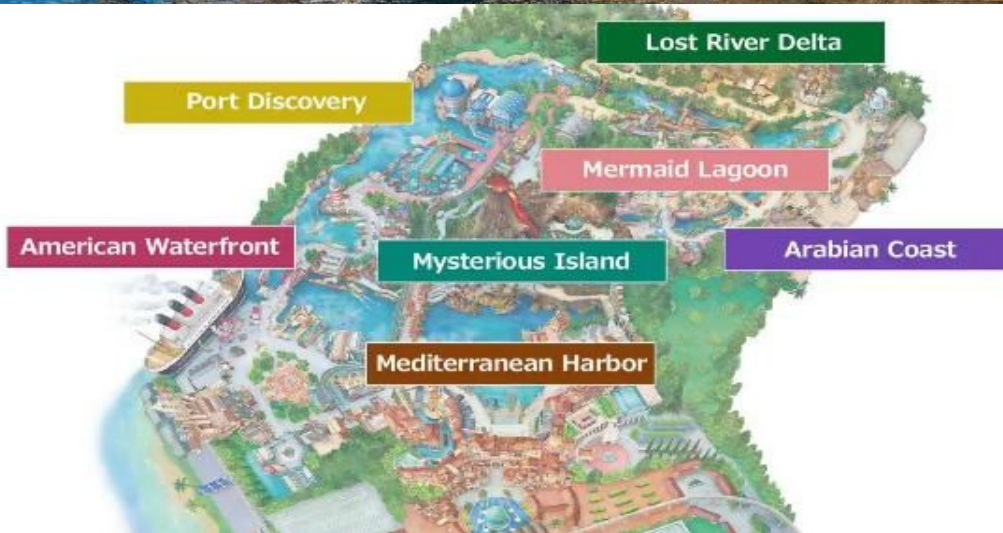 Lost River Delta
Port Discovery
Mermaid Lagoon
American Waterfront
Mysterious Island
Arabian Coast
Mediterranean Harbor